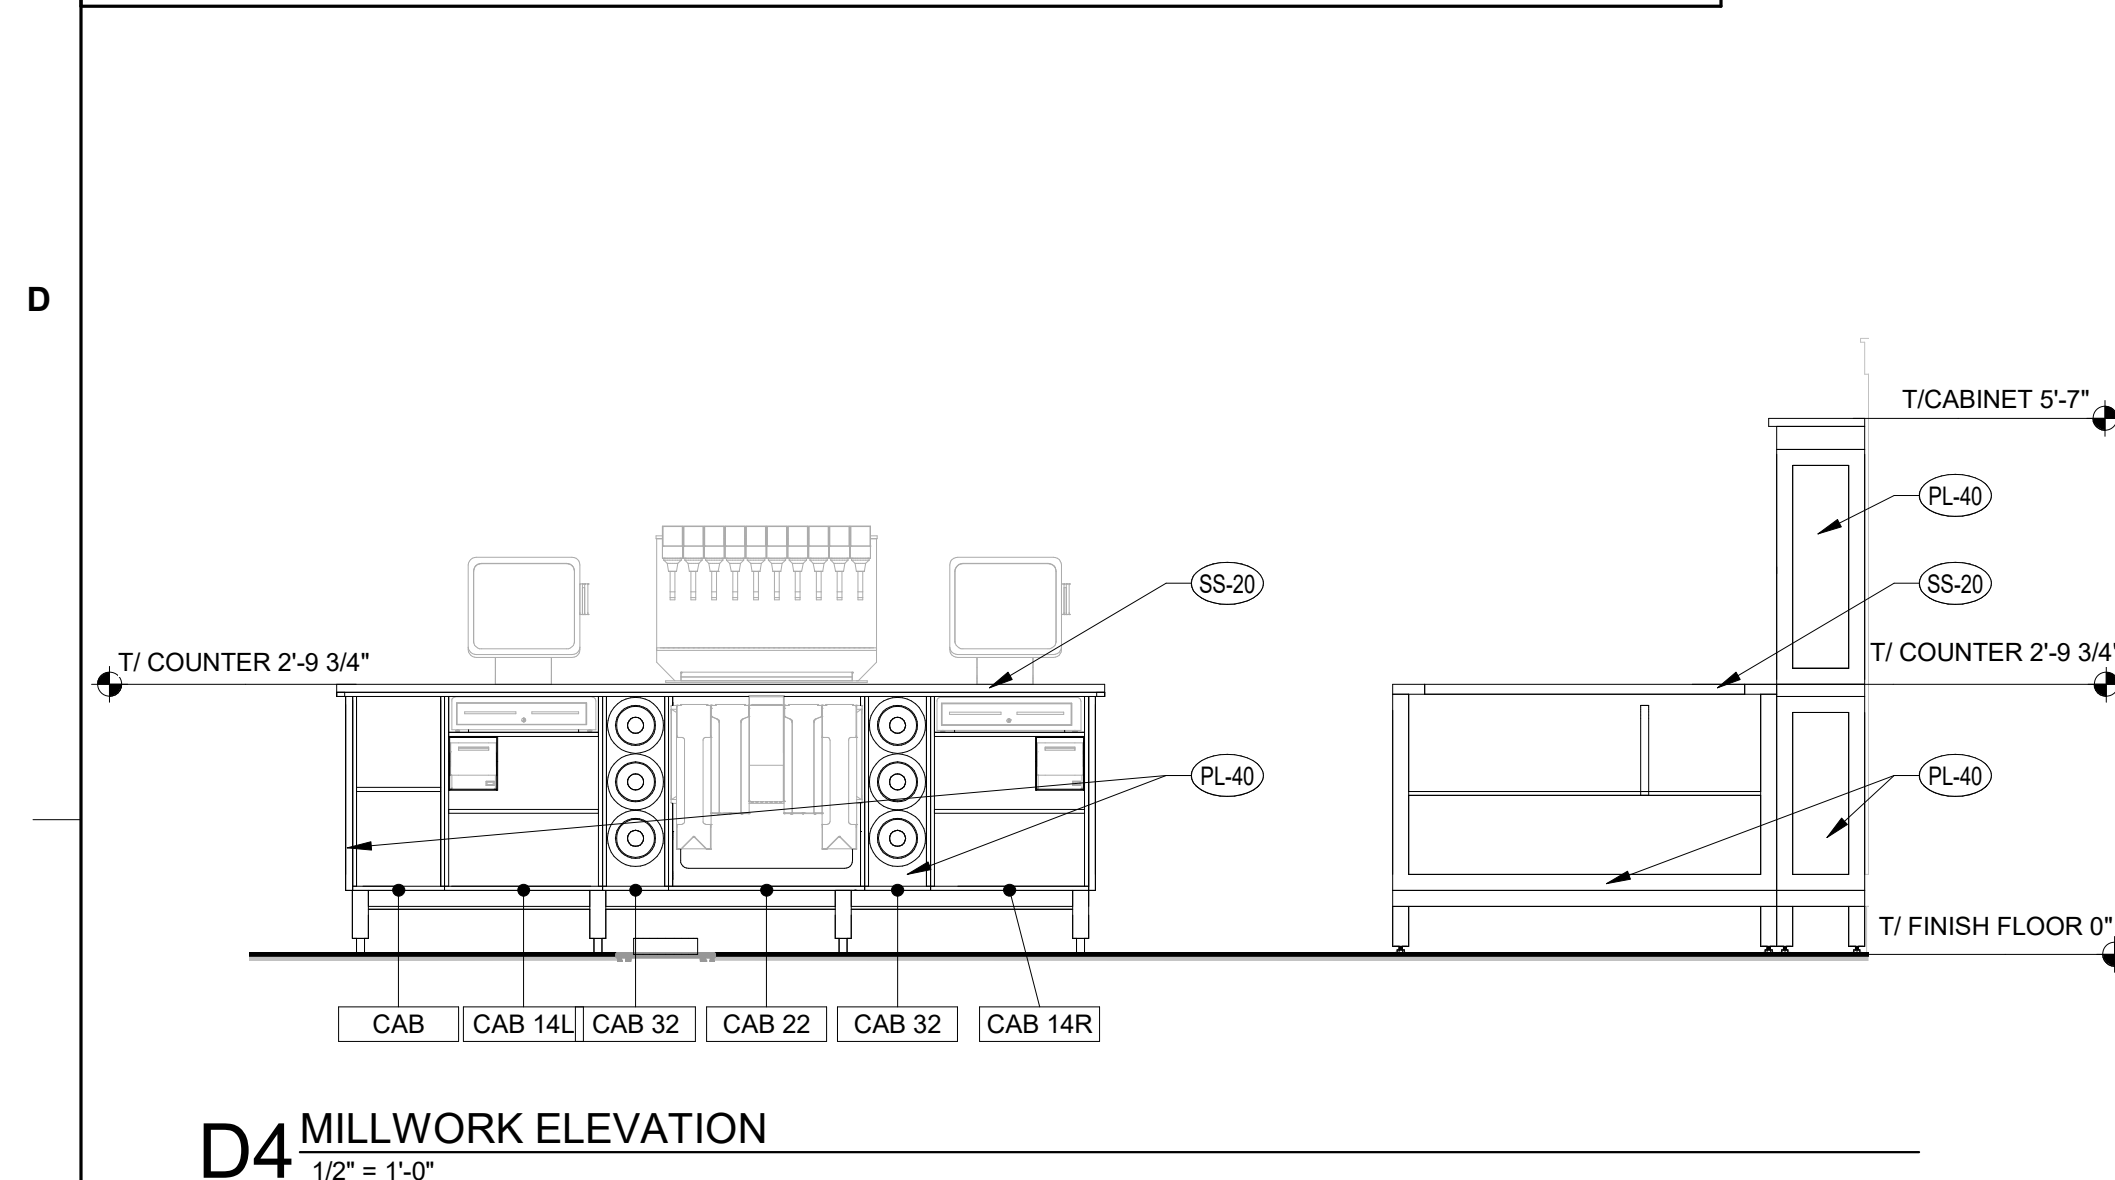 D
T/CABINET 5'-7"
PL-40
SS-20
SS-20
T/ COUNTER 2'-9 3/4"
T/ COUNTER 2'-9 3/4"
PL-40
PL-40
T/ FINISH FLOOR 0"
CAB
CAB 14L
CAB 32
CAB 22
CAB 32
CAB 14R
D4
MILLWORK ELEVATION
1/2" = 1'-0"